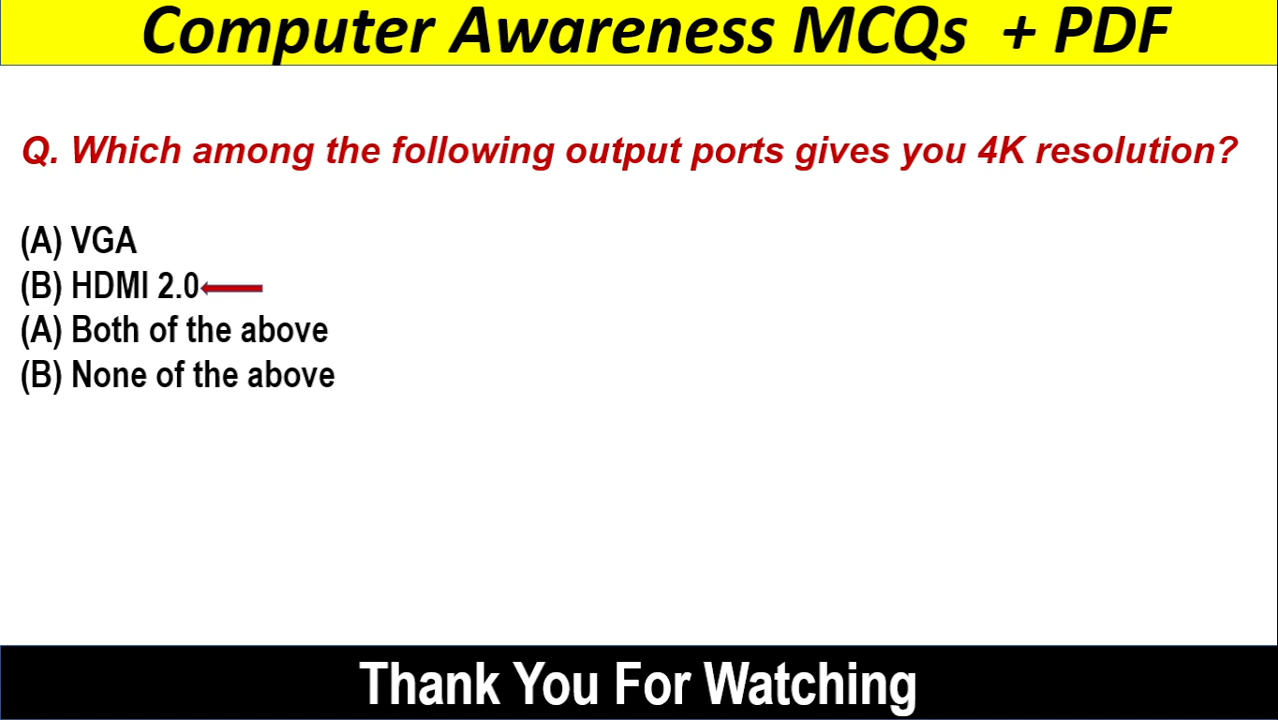 Computer Awareness MCQs + PDF
Q. Which among the following output ports gives you 4K resolution?
(A) VGA
(B) HDMI 2.0
(A) Both of the above
(B) None of the above
Thank You For Watching